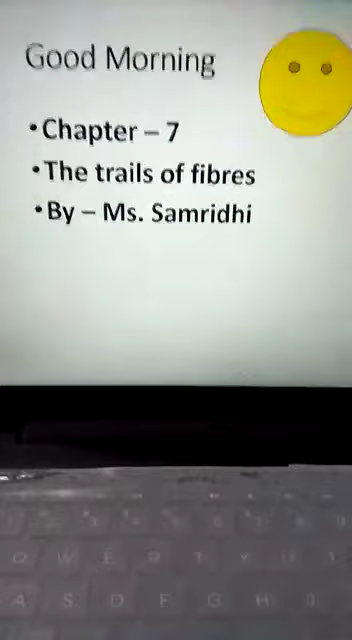 Good Morning
• Chapter – 7
• The trails of fibres
• By – Ms. Samridhi
W E R T Y U
A S D F G H J